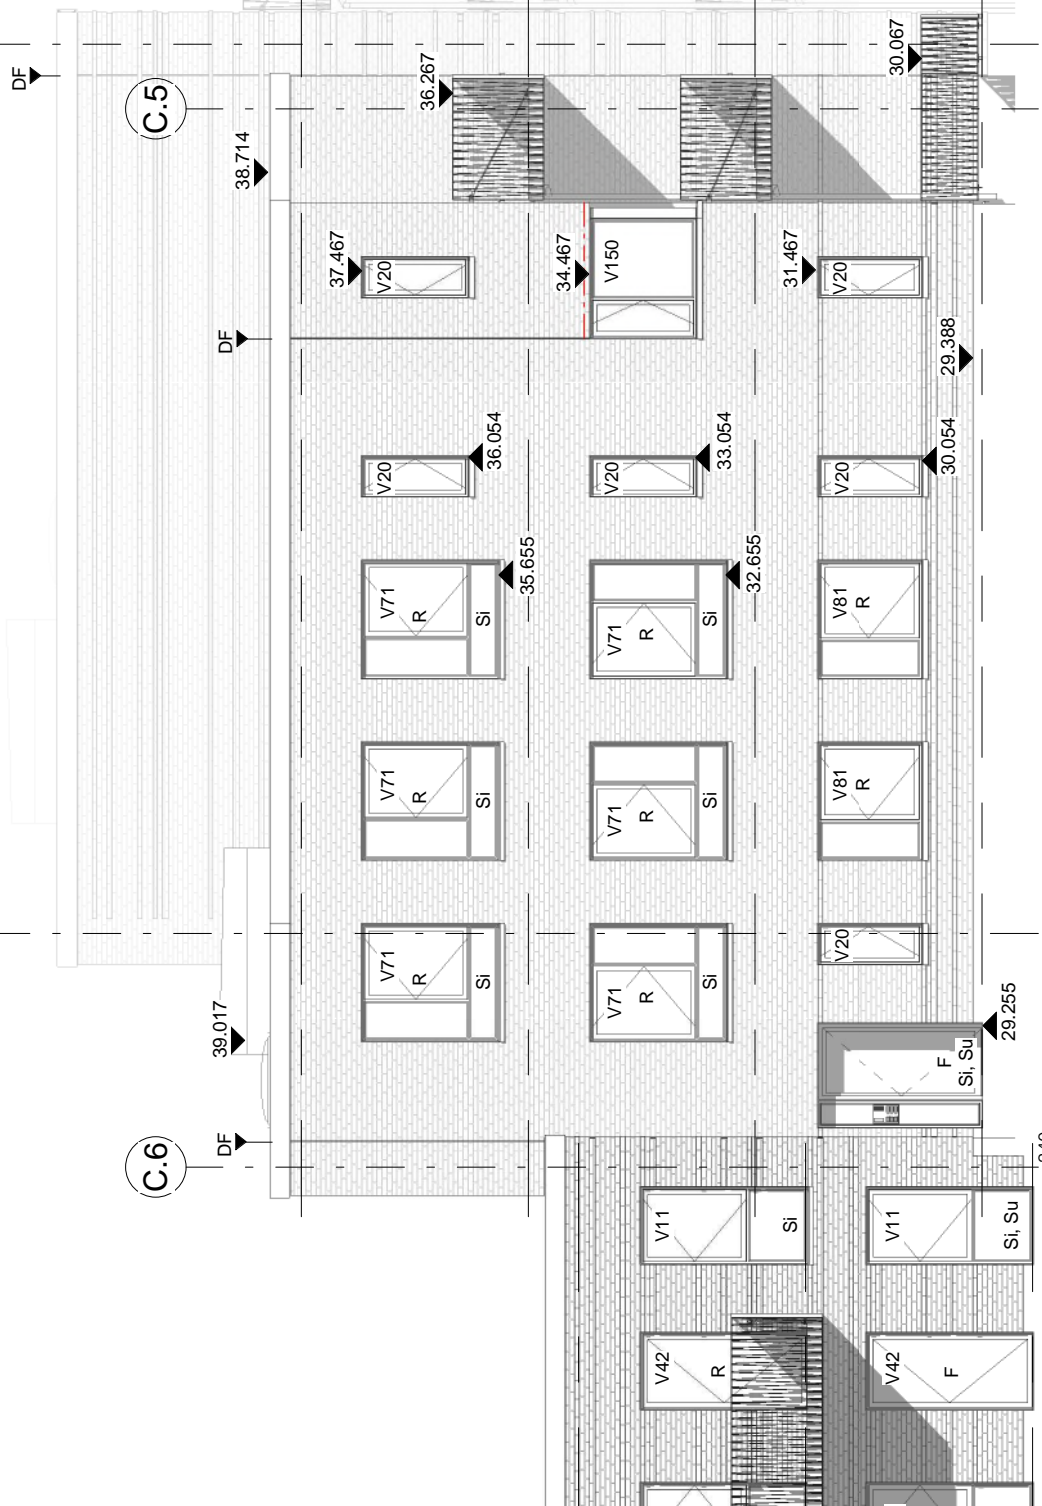 DF
C.6
C.5
DF
39.017
DF
38.714
37.467
V71
V71
V71
V20
V20
R
R
R
36.267
Si
Si
Si
36.054
35.655
34.467
V71
V71
V71
V20
V150
R
R
R
V42
V11
R
Si
Si
Si
Si
33.054
32.655
31.467
V20
V81
V81
V20
V20
R
R
V42
V11
30.067
F
F
30.054
29.388
Si, Su
Si, Su
29.255